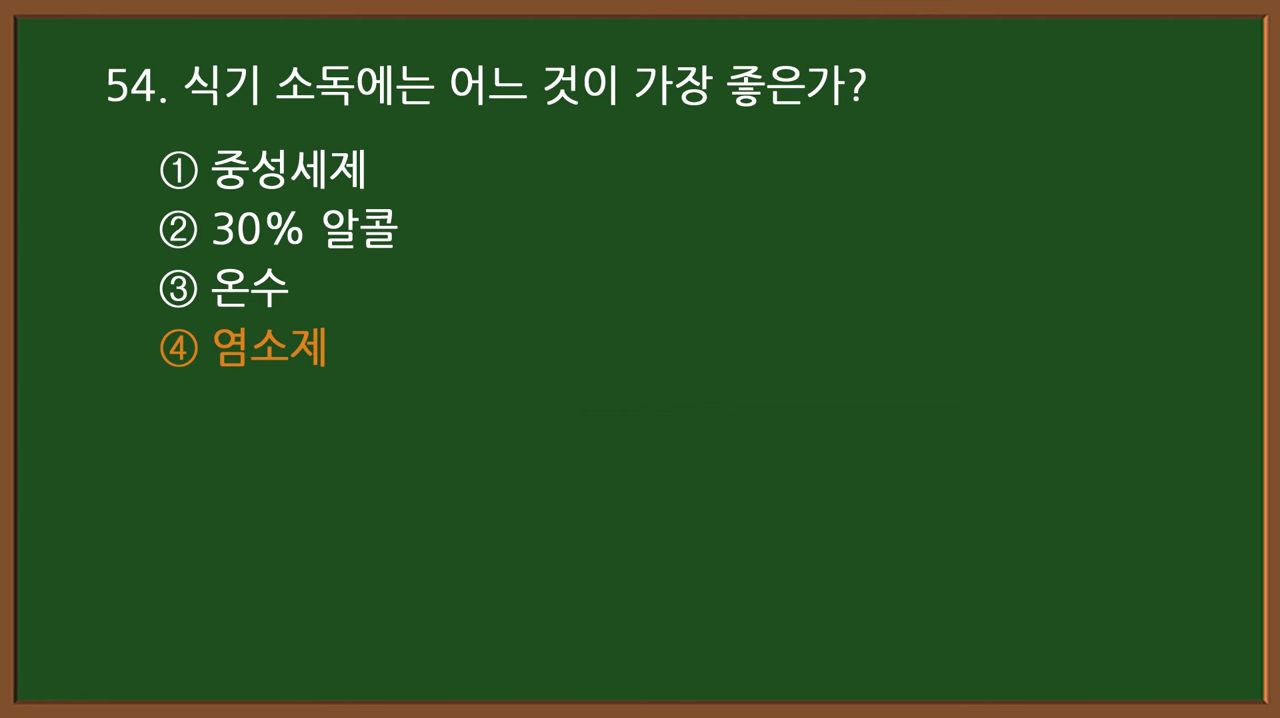 54. 식기 소독에는 어느 것이 가장 좋은가?
① 중성세제
② 30% 알콜
③ 온수
④ 염소제